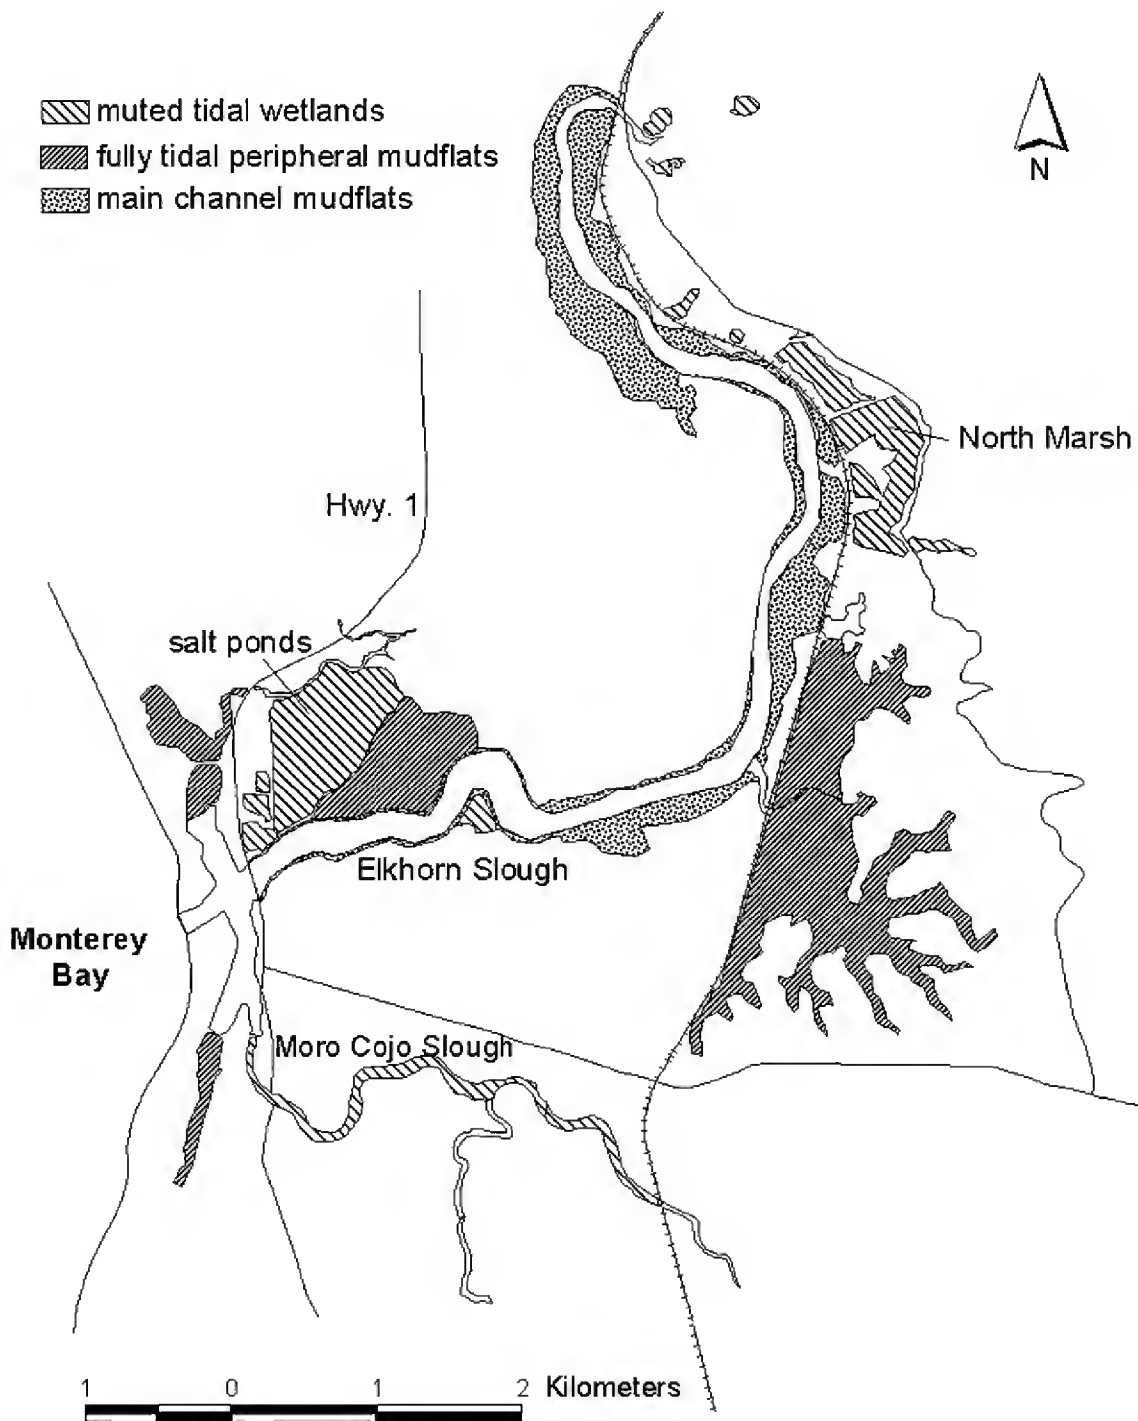 muted tidal wetlands
fully tidal peripheral mudflats
main channel mudflats
N
North Marsh
Hwy. 1
salt ponds
Elkhorn Slough
Monterey
Bay
Moro Cojo Slough
1 0 1 2 Kilometers